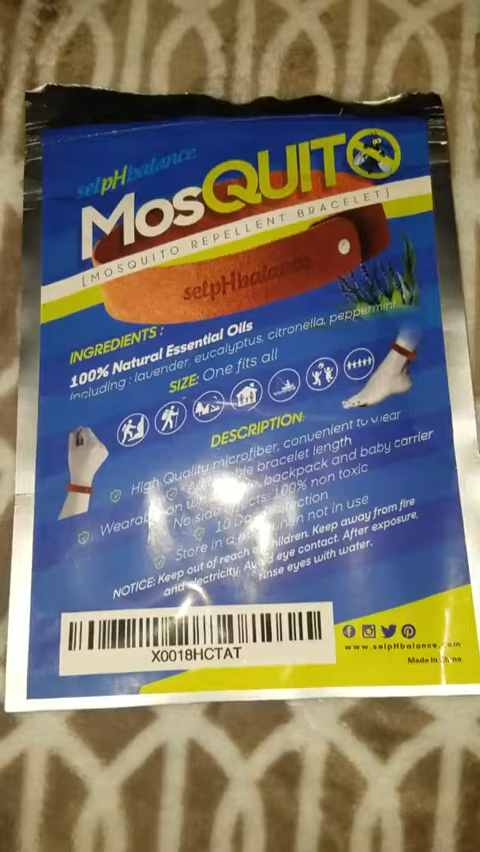 selpHbalance
MosQUITO
[MOSQUITO REPELLENT BRACELET]
selpHbalance
INGREDIENTS:
100% Natural Essential Oils
Including: lavender, eucalyptus, citronella, peppermint
SIZE: One fits all
DESCRIPTION:
High Quality microfiber, convenient to wear
bracelet length
backpack and baby carrier
No side effects, 100% non toxic
10 Day protection
Store in a when not in use
NOTICE: Keep out of reach of children. Keep away from fire
and electricity. Avoid eye contact. After exposure,
rinse eyes with water.
X0018HCTAT
www.selpHbalance.com
Made In China